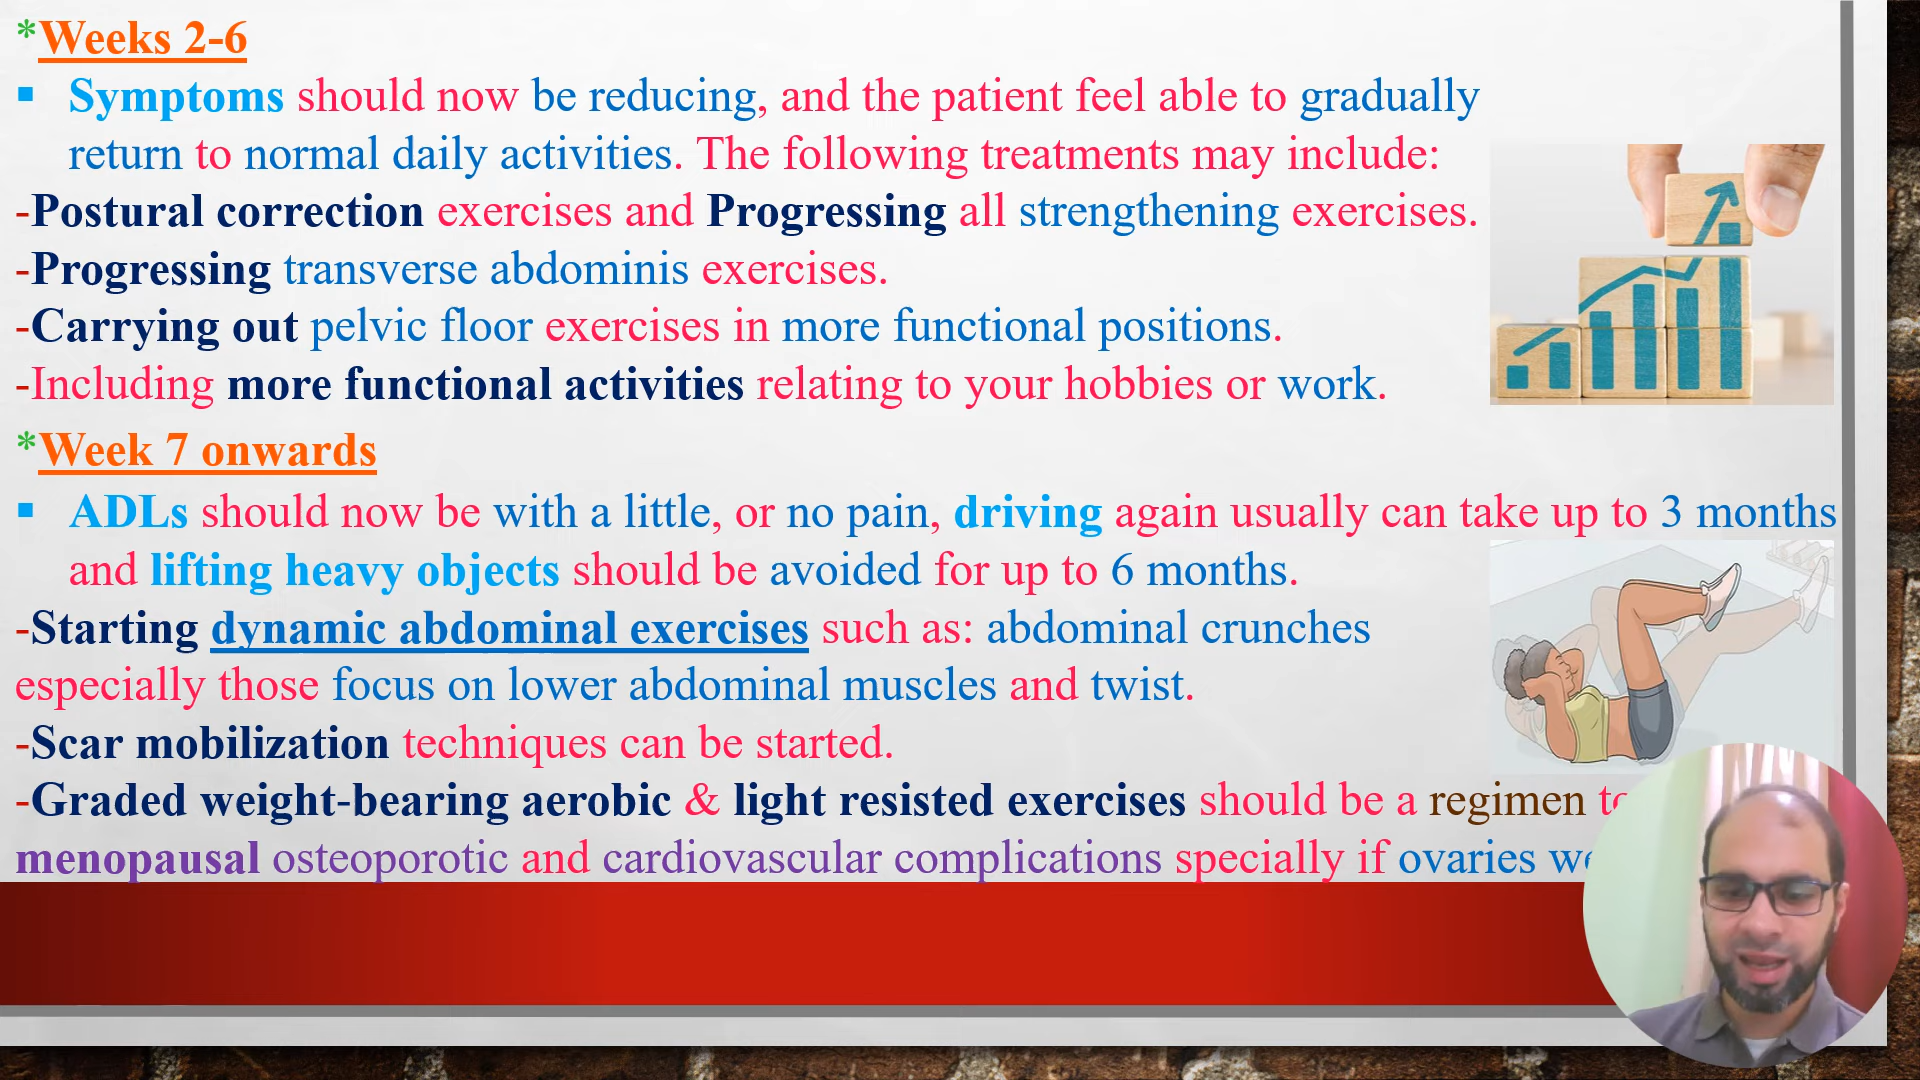 *Weeks 2-6
▪ Symptoms should now be reducing, and the patient feel able to gradually
return to normal daily activities. The following treatments may include:
-Postural correction exercises and Progressing all strengthening exercises.
-Progressing transverse abdominis exercises.
-Carrying out pelvic floor exercises in more functional positions.
-Including more functional activities relating to your hobbies or work.
*Week 7 onwards
▪ ADLs should now be with a little, or no pain, driving again usually can take up to 3 months
and lifting heavy objects should be avoided for up to 6 months.
-Starting dynamic abdominal exercises such as: abdominal crunches
especially those focus on lower abdominal muscles and twist.
-Scar mobilization techniques can be started.
-Graded weight-bearing aerobic & light resisted exercises should be a regimen to
menopausal osteoporotic and cardiovascular complications specially if ovaries